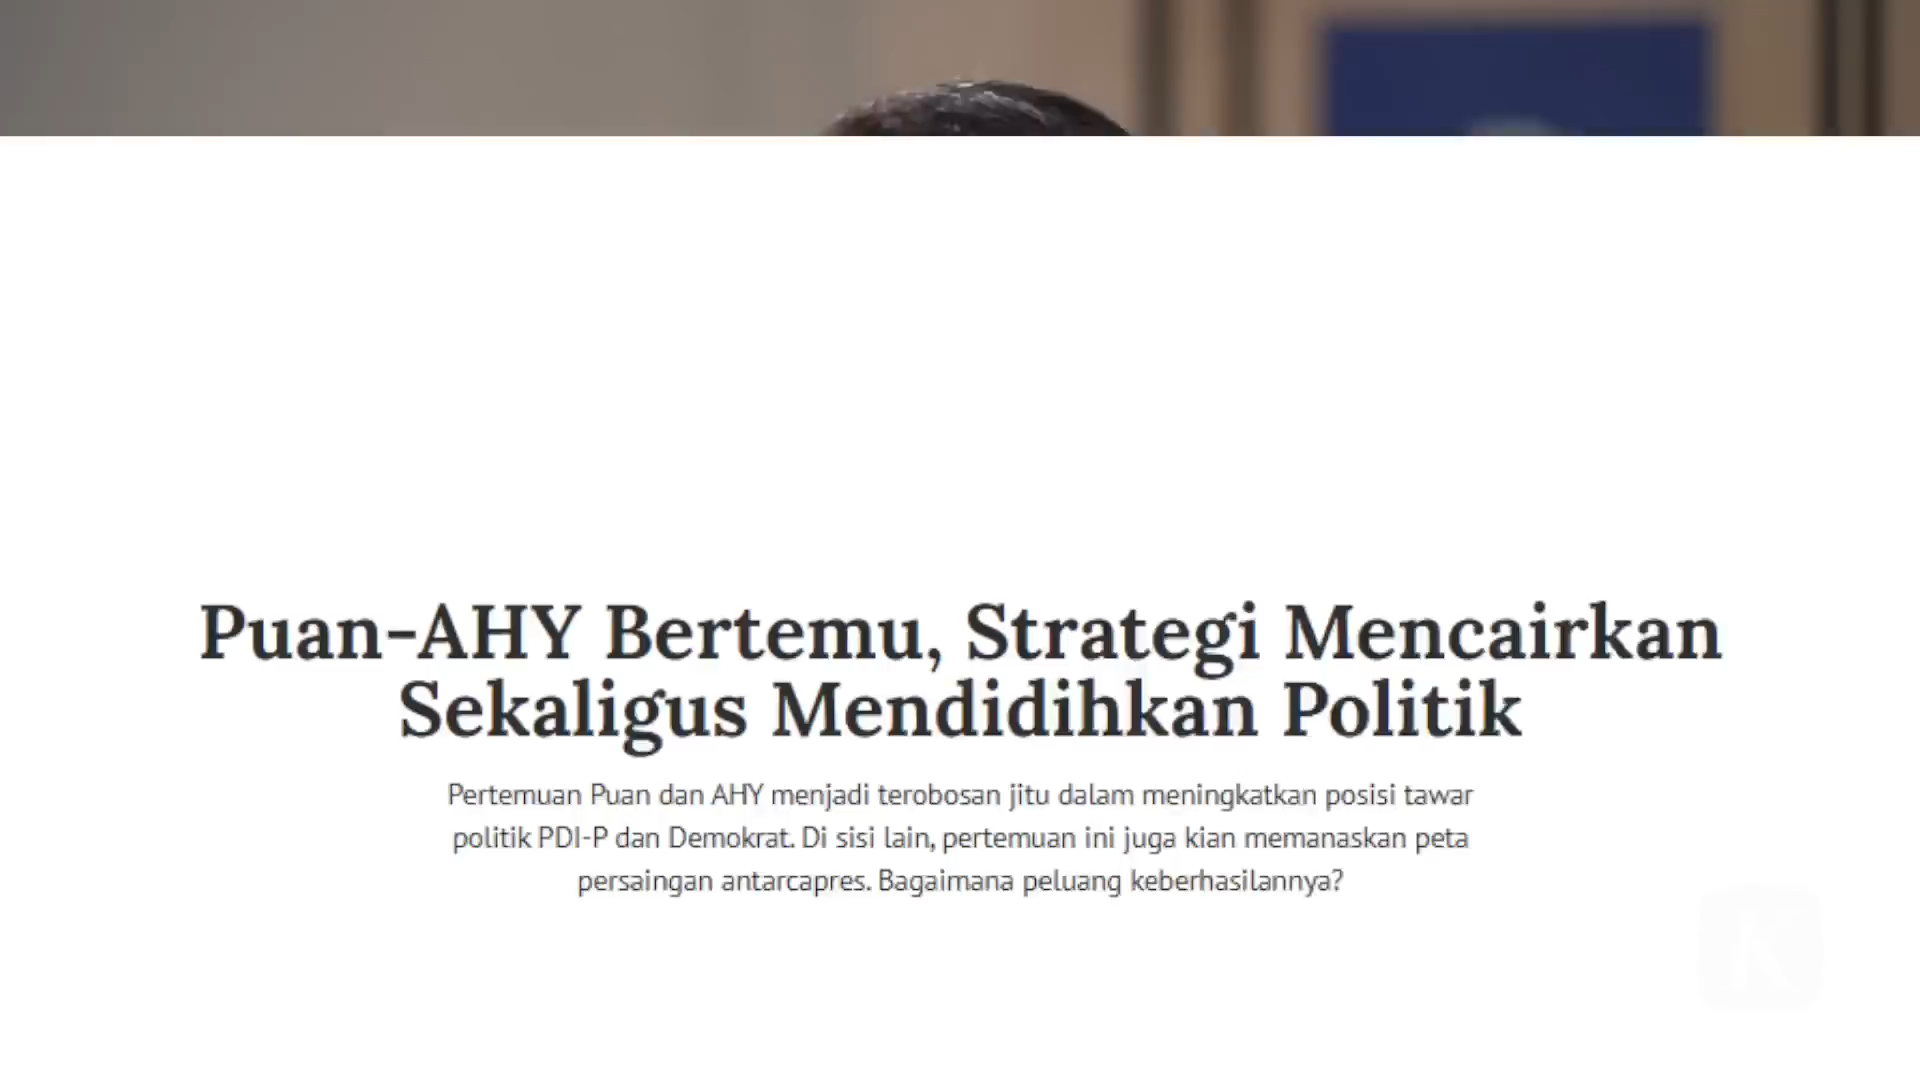 Puan-AHY Bertemu, Strategi Mencairkan
Sekaligus Mendidihkan Politik
Pertemuan Puan dan AHY menjadi terobosan jitu dalam meningkatkan posisi tawar
politik PDI-P dan Demokrat. Di sisi lain, pertemuan ini juga kian memanaskan peta
persaingan antarcapres. Bagaimana peluang keberhasilannya?
K